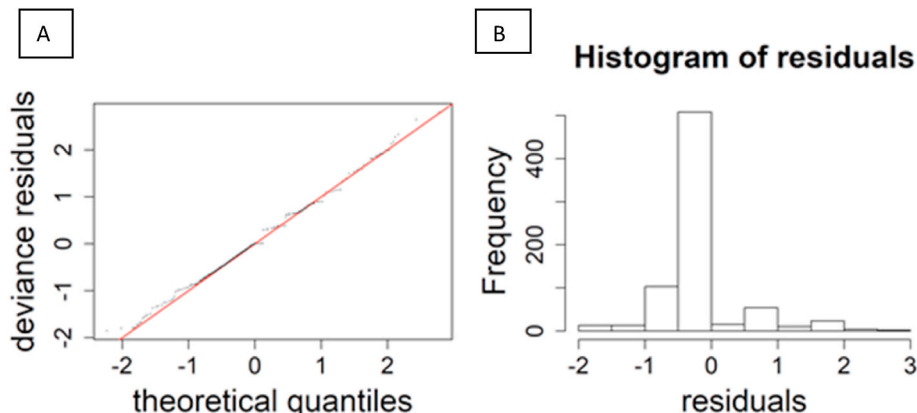 A
deviance residuals
2
1
0
-1
-2
-2 -1 0 1 2
theoretical quantiles
B
Histogram of residuals
Frequency
400
200
0
-2 -1 0 1 2 3
residuals